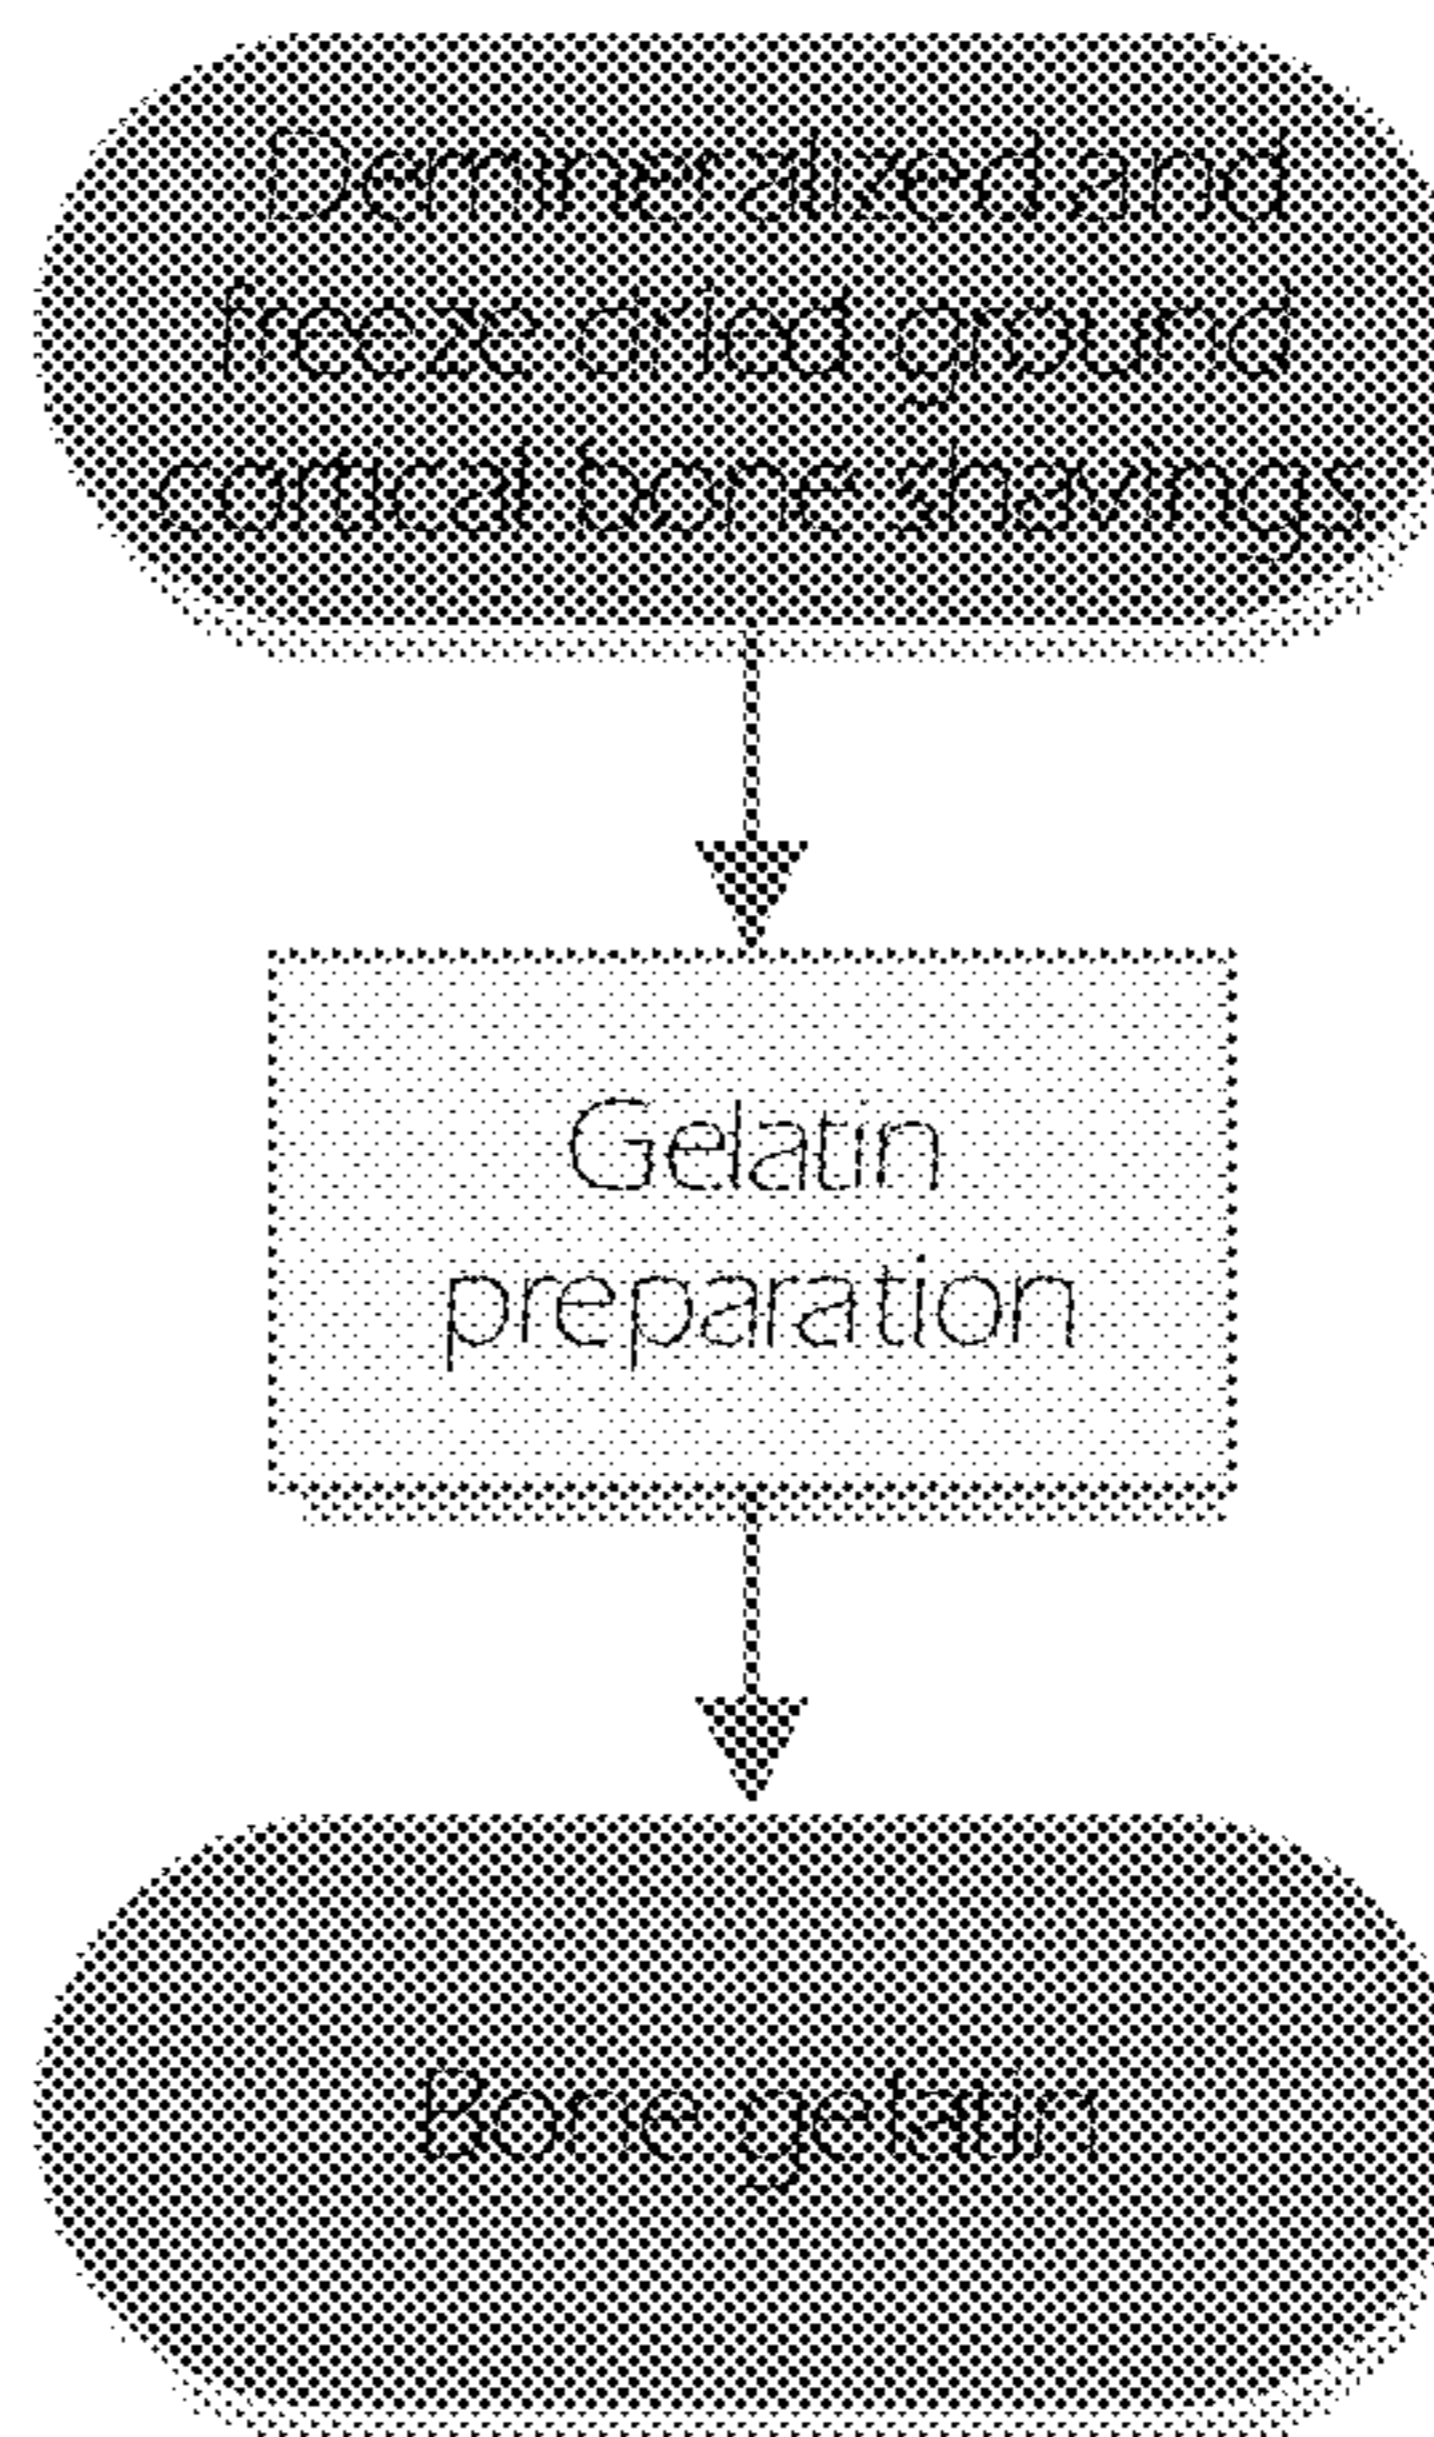 Demineralized and
freeze dried ground
cortical bone shavings
Gelatin
preparation
Bone gelatin